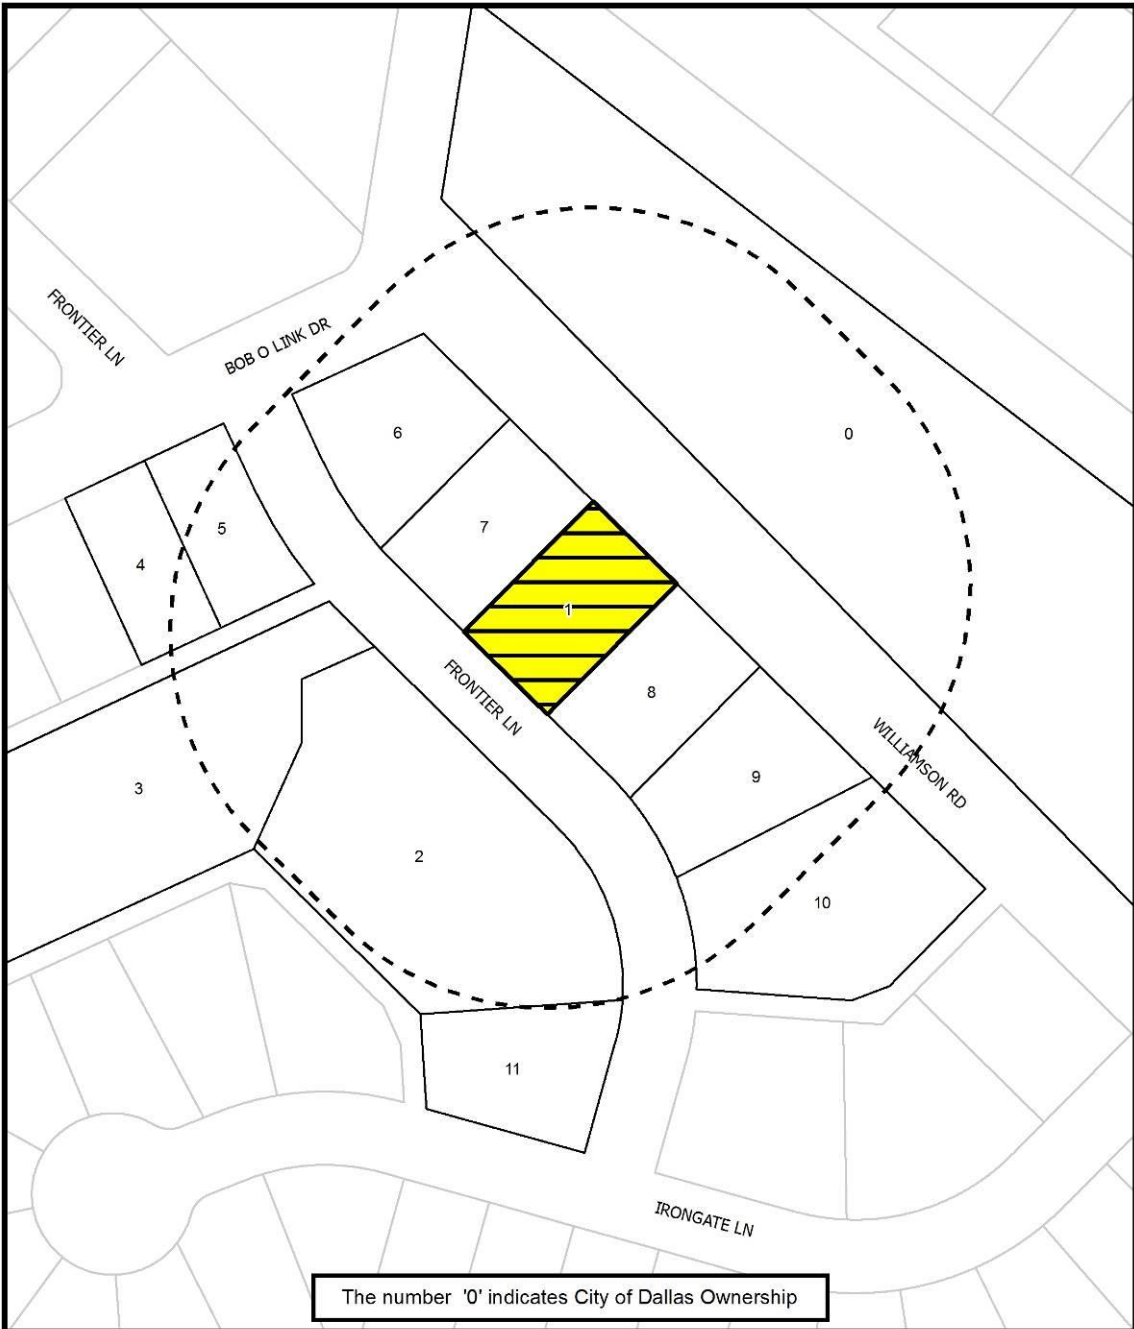 FRONTIER LN
BOB O LINK DR
6
0
7
5
4
1
8
FRONTIER LN
WILLIAMSON RD
9
3
2
10
11
IRONGATE LN
The number '0' indicates City of Dallas Ownership